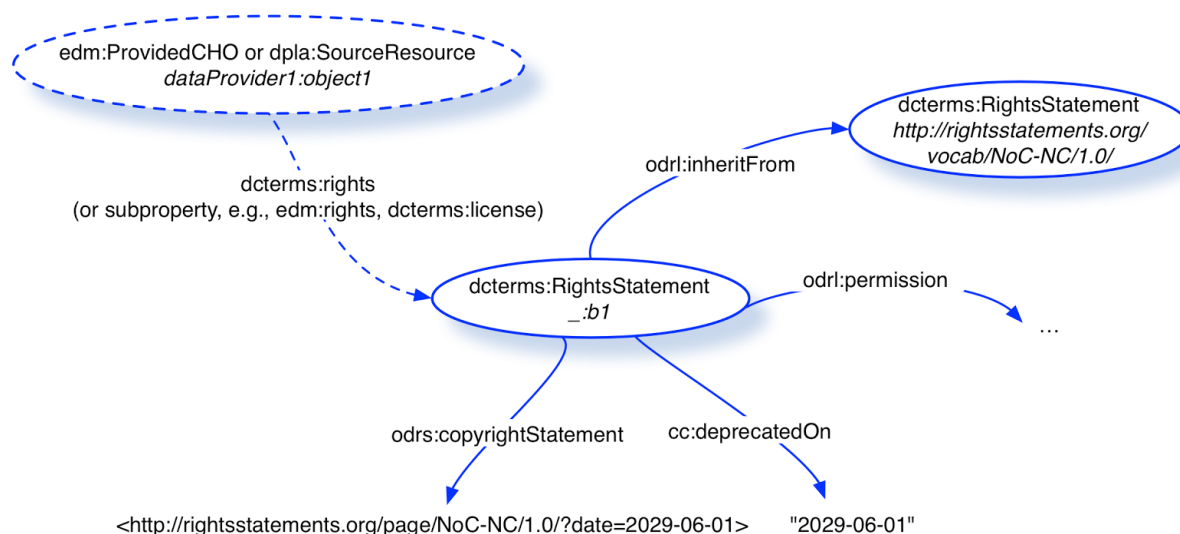 edm:ProvidedCHO or dpla:SourceResource
dataProvider1:object1
dcterms:RightsStatement
http://rightsstatements.org/
vocab/NoC-NC/1.0/
odrl:inheritFrom
dcterms:rights
(or subproperty, e.g., edm:rights, dcterms:license)
dcterms:RightsStatement
_:b1
odrl:permission
...
odrs:copyrightStatement
cc:deprecatedOn
<http://rightsstatements.org/page/NoC-NC/1.0/?date=2029-06-01>
"2029-06-01"